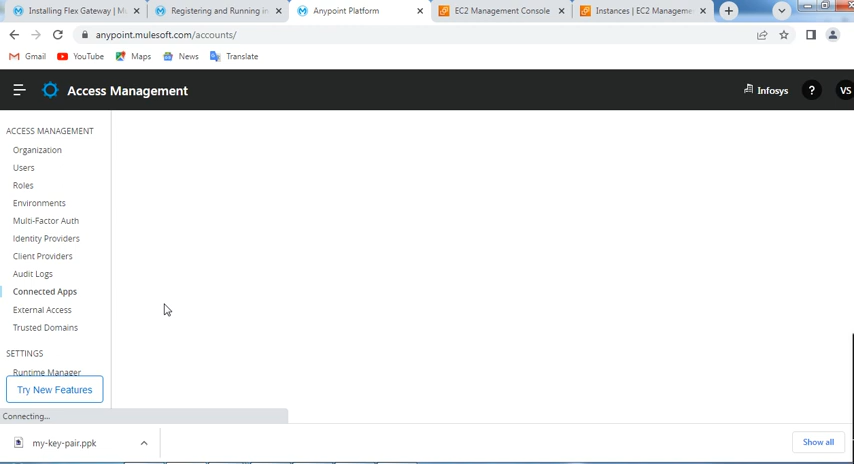 Installing Flex Gateway | Mu
Registering and Running in
Anypoint Platform
EC2 Management Console
Instances | EC2 Manageme
anypoint.mulesoft.com/accounts/
Gmail
YouTube
Maps
News
Translate
Access Management
Infosys
?
VS
ACCESS MANAGEMENT
Organization
Users
Roles
Environments
Multi-Factor Auth
Identity Providers
Client Providers
Audit Logs
Connected Apps
External Access
Trusted Domains
SETTINGS
Runtime Manager
Try New Features
Connecting...
my-key-pair.ppk
Show all